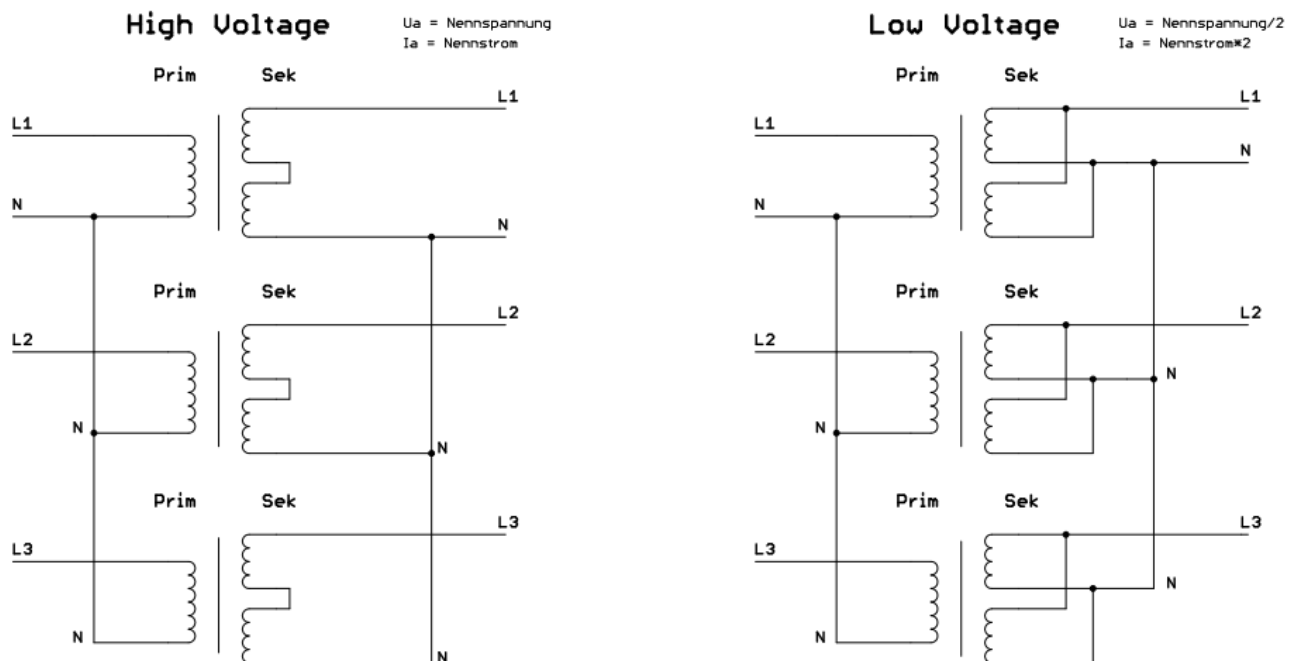 High Voltage
Ua = Nennspannung
Ia = Nennstrom
Prim Sek
L1
L1
N
N
Prim Sek
L2
L2
N
N
Prim Sek
L3
L3
N
N
Low Voltage
Ua = Nennspannung/2
Ia = Nennstrom*2
Prim Sek
L1
L1
N
N
Prim Sek
L2
L2
N
N
Prim Sek
L3
L3
N
N